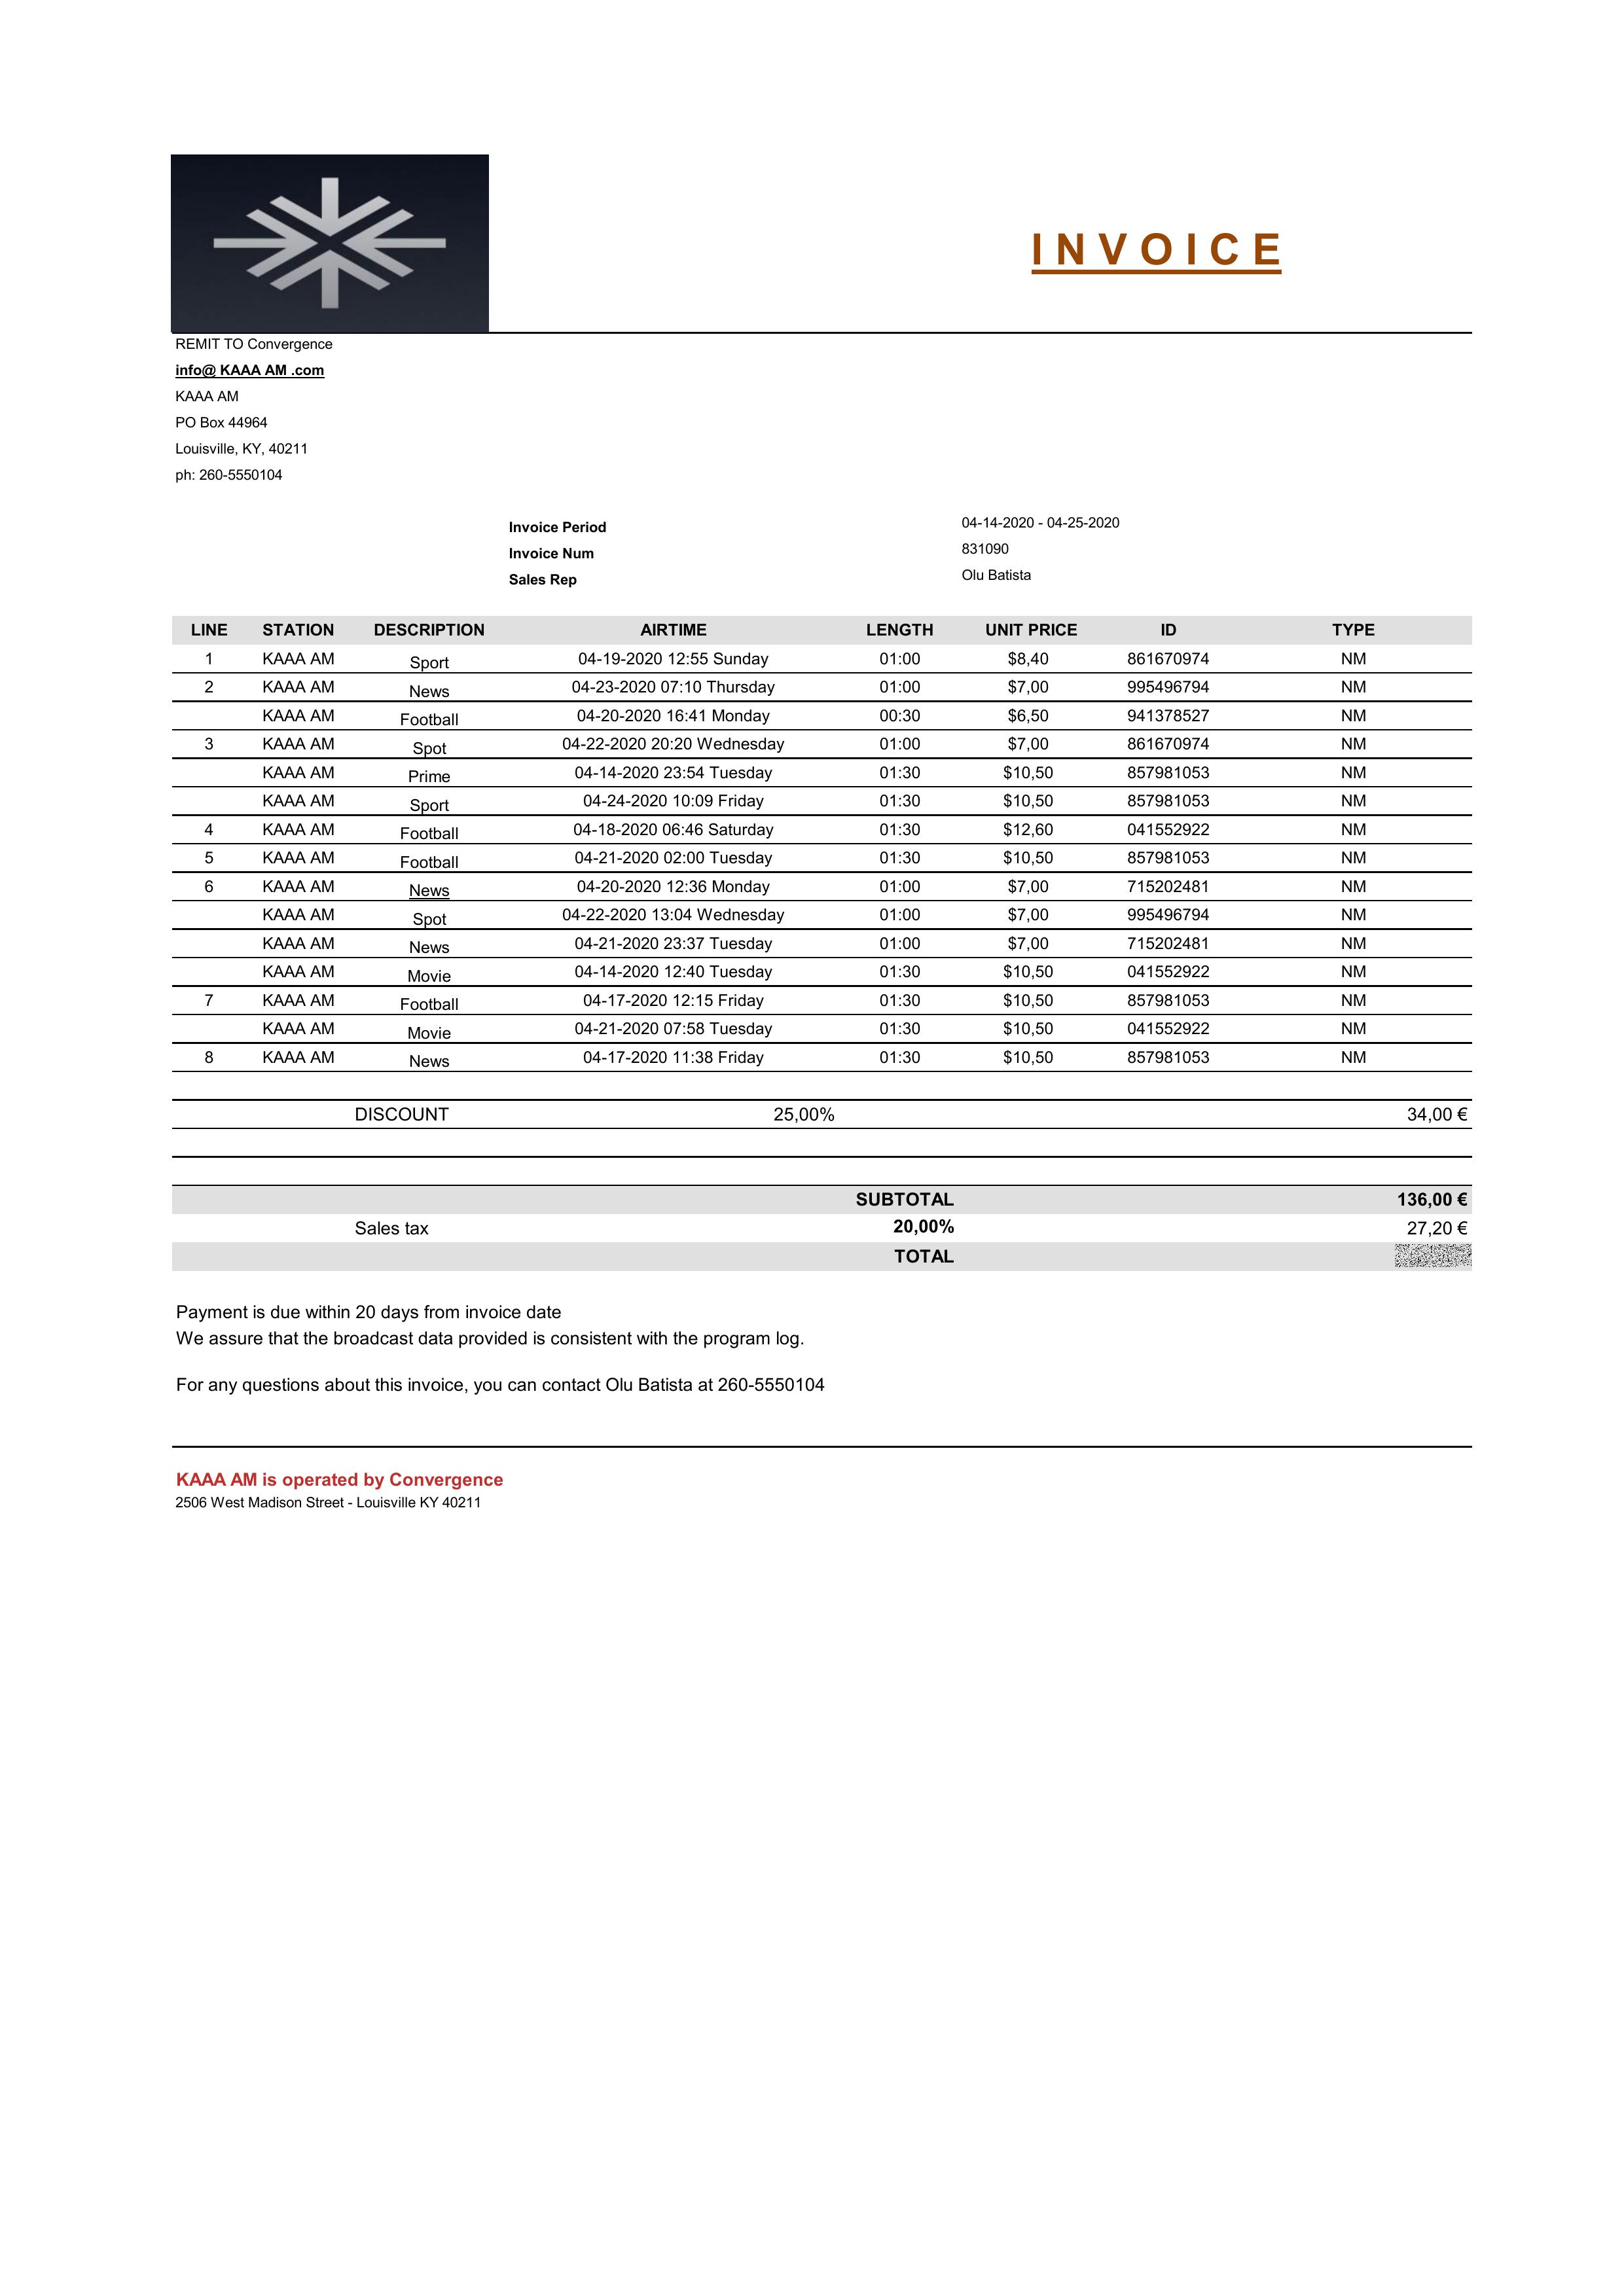 I N V O I C E
REMIT TO Convergence
info@ KAAA AM .com
KAAA AM
PO Box 44964
Louisville, KY, 40211
ph: 260-5550104
Invoice Period 04-14-2020 - 04-25-2020
Invoice Num 831090
Sales Rep Olu Batista
LINE STATION DESCRIPTION AIRTIME LENGTH UNIT PRICE ID TYPE
1 KAAA AM Sport 04-19-2020 12:55 Sunday 01:00 $8,40 861670974 NM
2 KAAA AM News 04-23-2020 07:10 Thursday 01:00 $7,00 995496794 NM
KAAA AM Football 04-20-2020 16:41 Monday 00:30 $6,50 941378527 NM
3 KAAA AM Spot 04-22-2020 20:20 Wednesday 01:00 $7,00 861670974 NM
KAAA AM Prime 04-14-2020 23:54 Tuesday 01:30 $10,50 857981053 NM
KAAA AM Sport 04-24-2020 10:09 Friday 01:30 $10,50 857981053 NM
4 KAAA AM Football 04-18-2020 06:46 Saturday 01:30 $12,60 041552922 NM
5 KAAA AM Football 04-21-2020 02:00 Tuesday 01:30 $10,50 857981053 NM
6 KAAA AM News 04-20-2020 12:36 Monday 01:00 $7,00 715202481 NM
KAAA AM Spot 04-22-2020 13:04 Wednesday 01:00 $7,00 995496794 NM
KAAA AM News 04-21-2020 23:37 Tuesday 01:00 $7,00 715202481 NM
KAAA AM Movie 04-14-2020 12:40 Tuesday 01:30 $10,50 041552922 NM
7 KAAA AM Football 04-17-2020 12:15 Friday 01:30 $10,50 857981053 NM
KAAA AM Movie 04-21-2020 07:58 Tuesday 01:30 $10,50 041552922 NM
8 KAAA AM News 04-17-2020 11:38 Friday 01:30 $10,50 857981053 NM
DISCOUNT 25,00% 34,00 €
SUBTOTAL 136,00 €
Sales tax 20,00% 27,20 €
TOTAL
Payment is due within 20 days from invoice date
We assure that the broadcast data provided is consistent with the program log.
For any questions about this invoice, you can contact Olu Batista at 260-5550104
KAAA AM is operated by Convergence
2506 West Madison Street - Louisville KY 40211